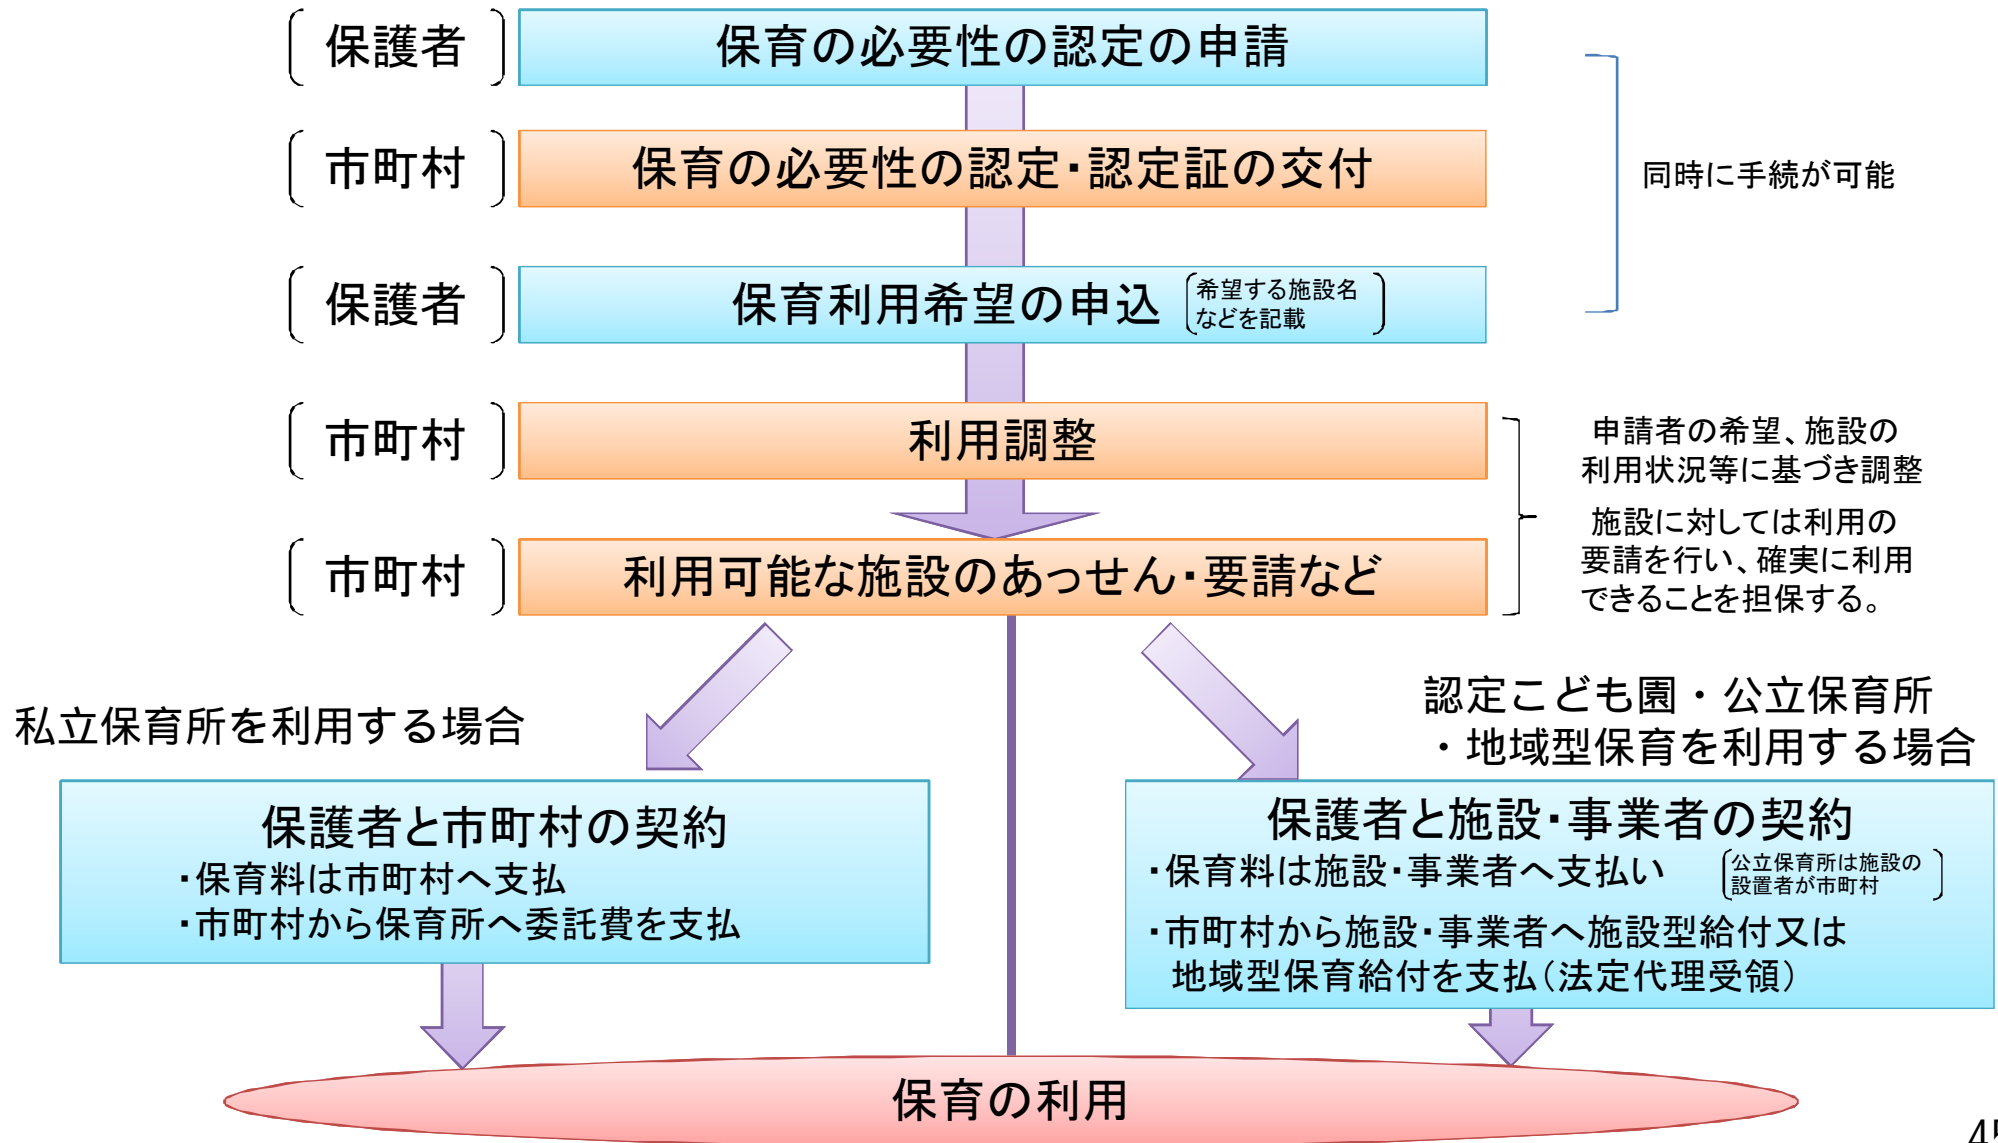 保護者
保育の必要性の認定の申請
市町村
保育の必要性の認定・認定証の交付
同時に手続が可能
保護者
保育利用希望の申込
希望する施設名
などを記載
市町村
利用調整
申請者の希望、施設の
利用状況等に基づき調整
施設に対しては利用の
要請を行い、確実に利用
できることを担保する。
市町村
利用可能な施設のあっせん・要請など
私立保育所を利用する場合
保護者と市町村の契約
・保育料は市町村へ支払
・市町村から保育所へ委託費を支払
認定こども園・公立保育所
・地域型保育を利用する場合
保護者と施設・事業者の契約
・保育料は施設・事業者へ支払い
公立保育所は施設の
設置者が市町村
・市町村から施設・事業者へ施設型給付又は
地域型保育給付を支払(法定代理受領)
保育の利用